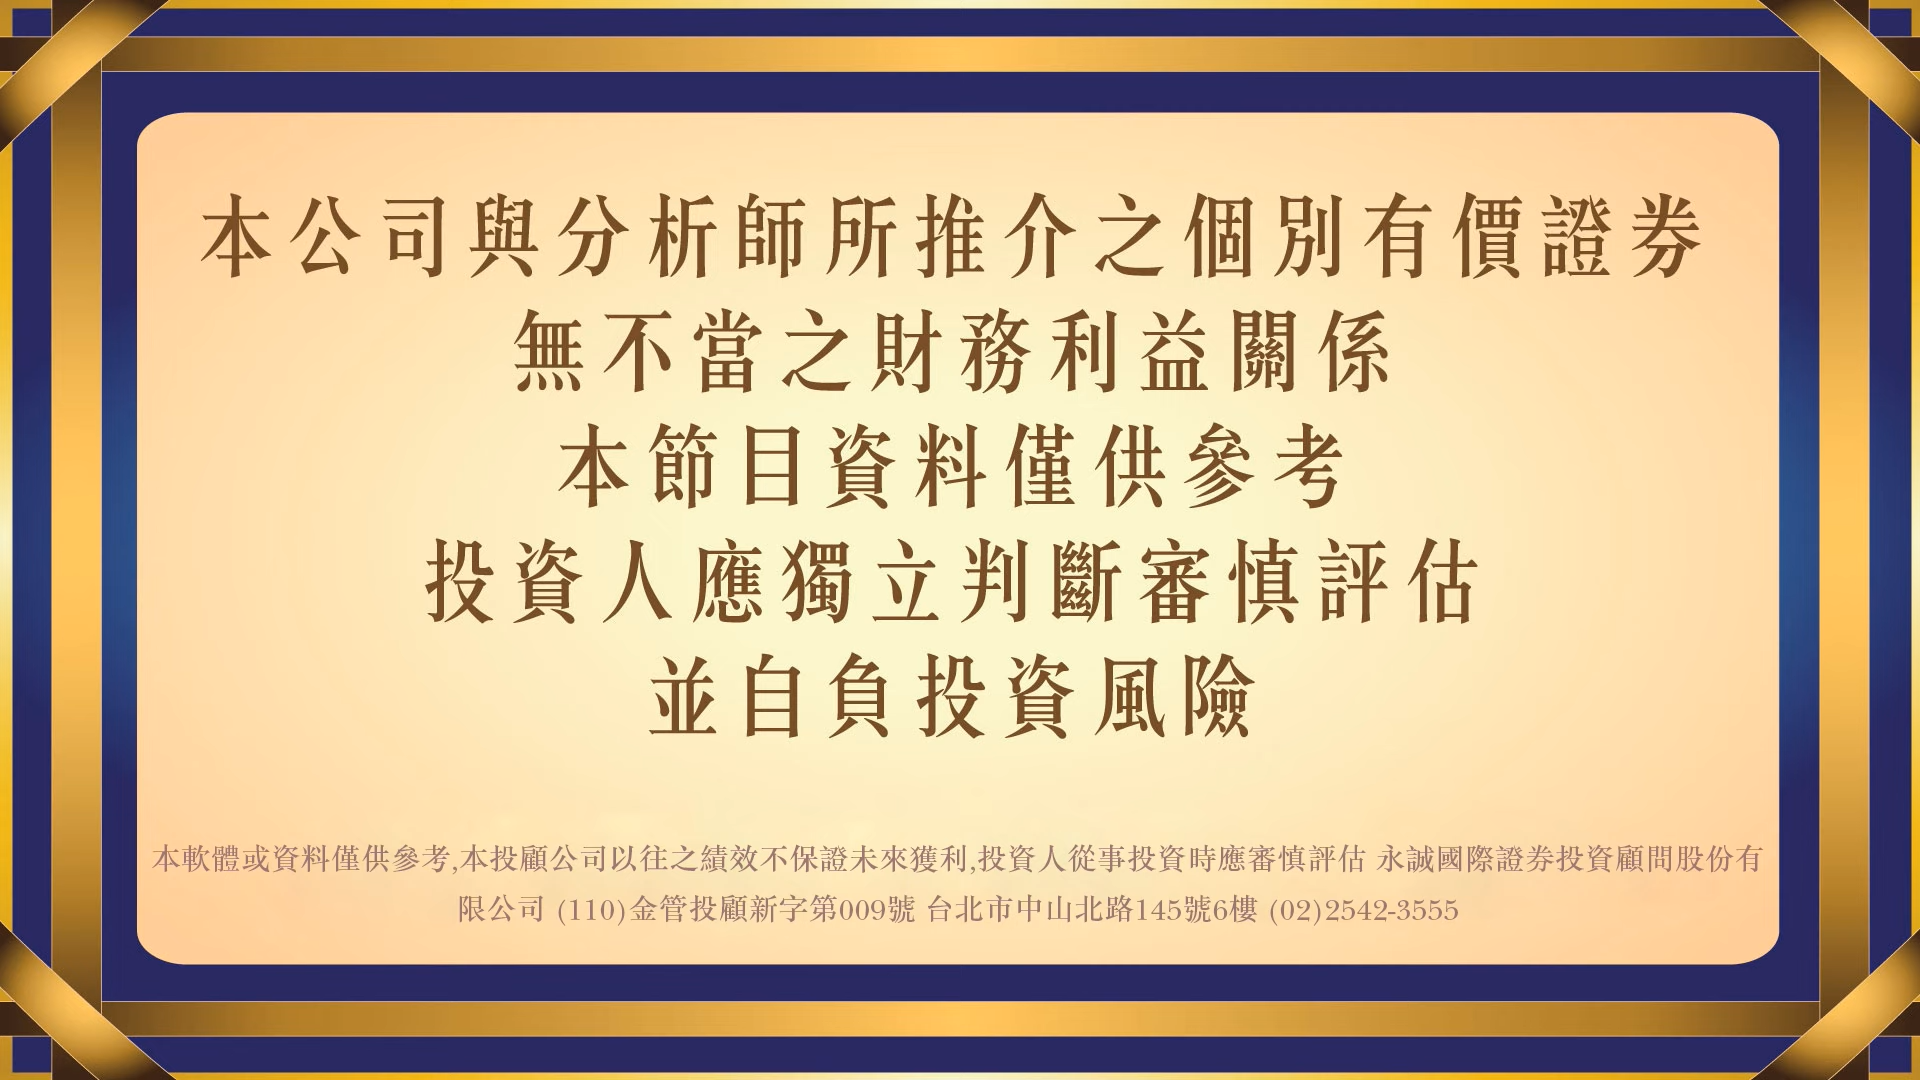 本公司與分析師所推介之個別有價證券
無不當之財務利益關係
本節目資料僅供參考
投資人應獨立判斷審慎評估
並自負投資風險
本軟體或資料僅供參考,本投顧公司以往之績效不保證未來獲利,投資人從事投資時應審慎評估 永誠國際證券投資顧問股份有
限公司 (110)金管投顧新字第009號 台北市中山北路145號6樓 (02)2542-3555